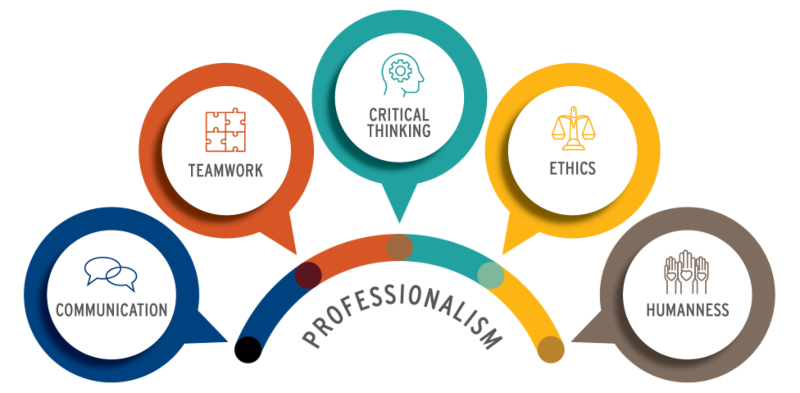 COMMUNICATION
TEAMWORK
CRITICAL
THINKING
ETHICS
HUMANNESS
PROFESSIONALISM